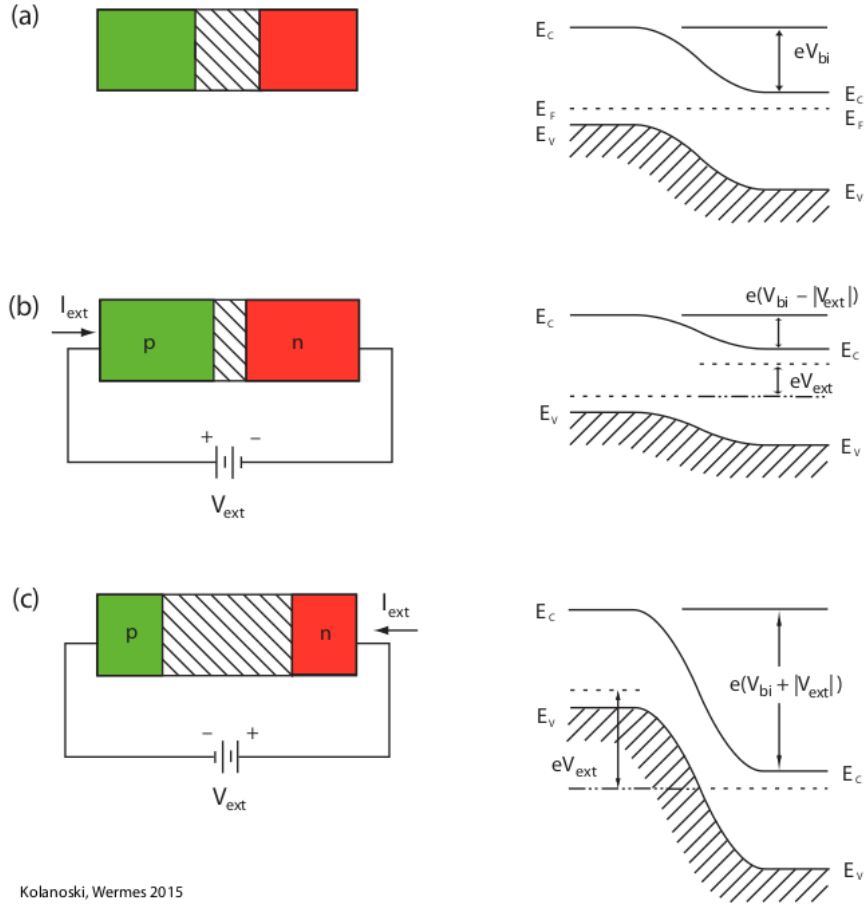 (a)
E_C
eV_bi
E_C
E_F
E_F
E_V
E_V
(b)
I_ext
p
n
+
−
V_ext
e(V_bi − |V_ext|)
E_C
E_C
eV_ext
E_V
E_V
(c)
p
n
I_ext
−
+
V_ext
E_C
e(V_bi + |V_ext|)
E_V
eV_ext
E_C
E_V
Kolanoski, Wermes 2015